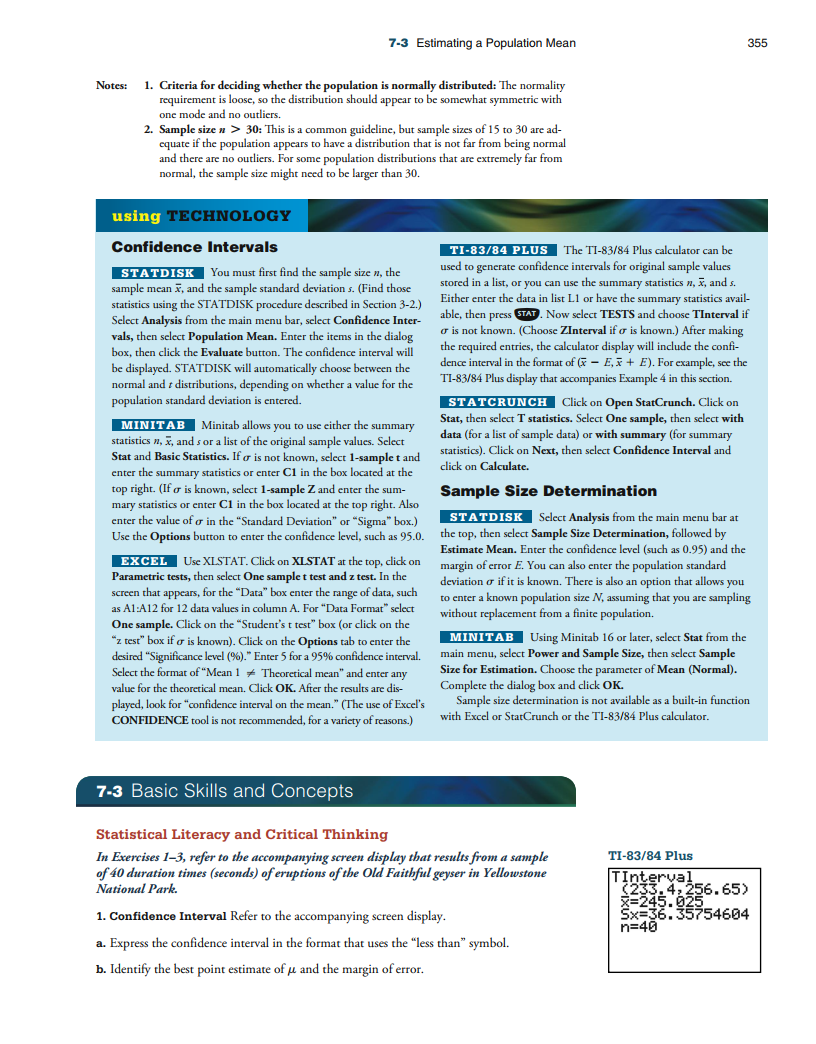 7-3 Estimating a Population Mean 355
Notes: 1. Criteria for deciding whether the population is normally distributed: The normality
requirement is loose, so the distribution should appear to be somewhat symmetric with
one mode and no outliers.
2. Sample size n > 30: This is a common guideline, but sample sizes of 15 to 30 are ad-
equate if the population appears to have a distribution that is not far from being normal
and there are no outliers. For some population distributions that are extremely far from
normal, the sample size might need to be larger than 30.
using TECHNOLOGY
Confidence Intervals
STATDISK You must first find the sample size n, the
sample mean x̄, and the sample standard deviation s. (Find those
statistics using the STATDISK procedure described in Section 3-2.)
Select Analysis from the main menu bar, select Confidence Inter-
vals, then select Population Mean. Enter the items in the dialog
box, then click the Evaluate button. The confidence interval will
be displayed. STATDISK will automatically choose between the
normal and t distributions, depending on whether a value for the
population standard deviation is entered.
MINITAB Minitab allows you to use either the summary
statistics n, x̄, and s or a list of the original sample values. Select
Stat and Basic Statistics. If σ is not known, select 1-sample t and
enter the summary statistics or enter C1 in the box located at the
top right. (If σ is known, select 1-sample Z and enter the sum-
mary statistics or enter C1 in the box located at the top right. Also
enter the value of σ in the “Standard Deviation” or “Sigma” box.)
Use the Options button to enter the confidence level, such as 95.0.
EXCEL Use XLSTAT. Click on XLSTAT at the top, click on
Parametric tests, then select One sample t test and z test. In the
screen that appears, for the “Data” box enter the range of data, such
as A1:A12 for 12 data values in column A. For “Data Format” select
One sample. Click on the “Student’s t test” box (or click on the
“z test” box if σ is known). Click on the Options tab to enter the
desired “Significance level (%).” Enter 5 for a 95% confidence interval.
Select the format of “Mean 1 ≠ Theoretical mean” and enter any
value for the theoretical mean. Click OK. After the results are dis-
played, look for “confidence interval on the mean.” (The use of Excel’s
CONFIDENCE tool is not recommended, for a variety of reasons.)
TI-83/84 PLUS The TI-83/84 Plus calculator can be
used to generate confidence intervals for original sample values
stored in a list, or you can use the summary statistics n, x̄, and s.
Either enter the data in list L1 or have the summary statistics avail-
able, then press STAT. Now select TESTS and choose TInterval if
σ is not known. (Choose ZInterval if σ is known.) After making
the required entries, the calculator display will include the confi-
dence interval in the format of (x̄ − E, x̄ + E). For example, see the
TI-83/84 Plus display that accompanies Example 4 in this section.
STATCRUNCH Click on Open StatCrunch. Click on
Stat, then select T statistics. Select One sample, then select with
data (for a list of sample data) or with summary (for summary
statistics). Click on Next, then select Confidence Interval and
click on Calculate.
Sample Size Determination
STATDISK Select Analysis from the main menu bar at
the top, then select Sample Size Determination, followed by
Estimate Mean. Enter the confidence level (such as 0.95) and the
margin of error E. You can also enter the population standard
deviation σ if it is known. There is also an option that allows you
to enter a known population size N, assuming that you are sampling
without replacement from a finite population.
MINITAB Using Minitab 16 or later, select Stat from the
main menu, select Power and Sample Size, then select Sample
Size for Estimation. Choose the parameter of Mean (Normal).
Complete the dialog box and click OK.
Sample size determination is not available as a built-in function
with Excel or StatCrunch or the TI-83/84 Plus calculator.
7-3 Basic Skills and Concepts
Statistical Literacy and Critical Thinking
In Exercises 1–3, refer to the accompanying screen display that results from a sample
of 40 duration times (seconds) of eruptions of the Old Faithful geyser in Yellowstone
National Park.
1. Confidence Interval Refer to the accompanying screen display.
a. Express the confidence interval in the format that uses the “less than” symbol.
b. Identify the best point estimate of μ and the margin of error.
TI-83/84 Plus
TInterval
(233.4,256.65)
x̄=245.025
Sx=36.35754604
n=40